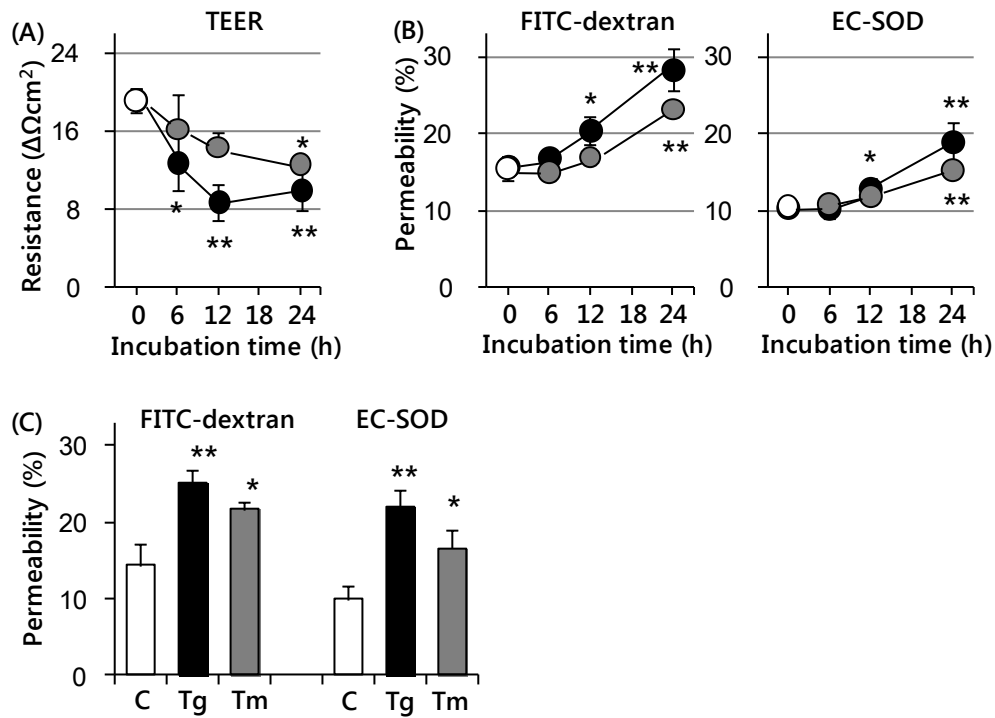 (A)
TEER
Resistance (ΔΩcm²)
24
16
8
0
*
*
**
**
0 6 12 18 24
Incubation time (h)
(B)
FITC-dextran
EC-SOD
Permeability (%)
30
20
10
0
*
**
**
0 6 12 18 24
Incubation time (h)
30
20
10
0
*
**
**
0 6 12 18 24
Incubation time (h)
(C)
FITC-dextran
EC-SOD
Permeability (%)
30
20
10
0
**
*
**
*
C Tg Tm C Tg Tm